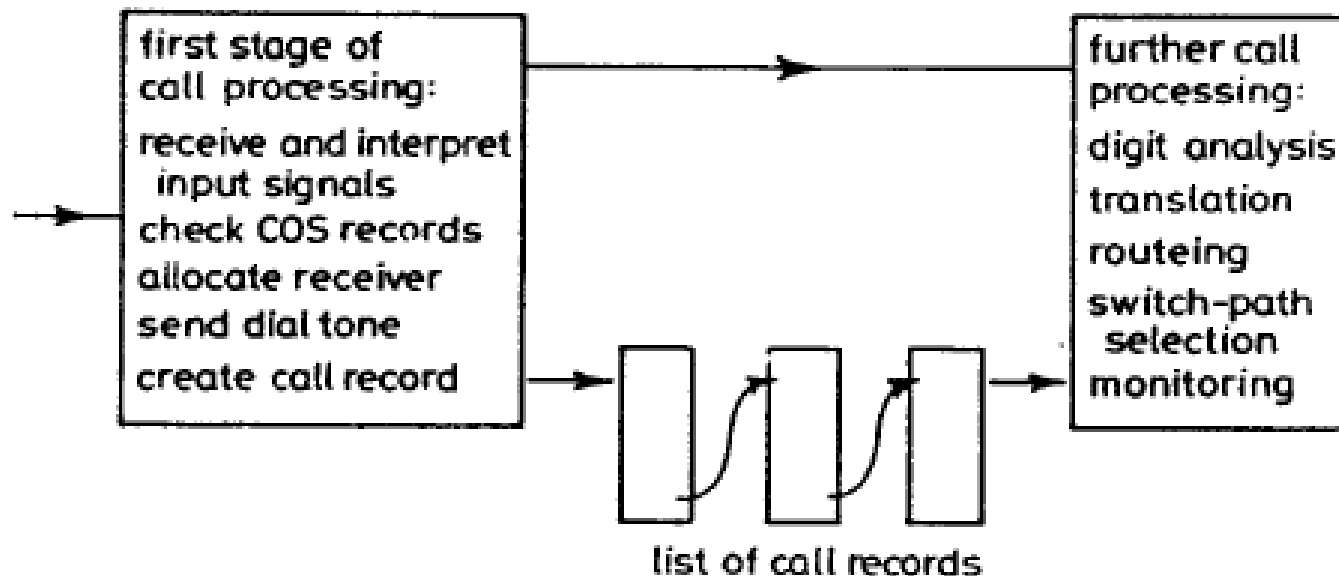 first stage of
call processing:
receive and interpret
input signals
check COS records
allocate receiver
send dial tone
create call record
further call
processing:
digit analysis
translation
routeing
switch-path
selection
monitoring
list of call records